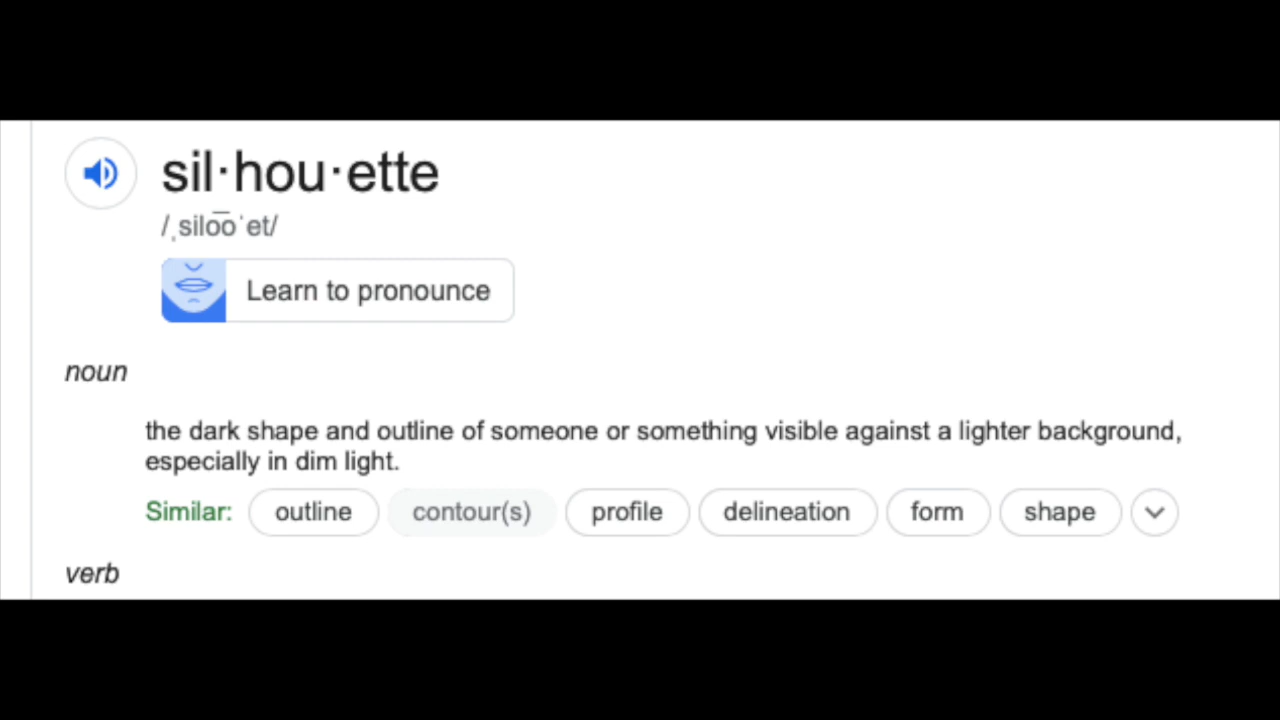 sil·hou·ette
/ˌsilo͞oˈet/
Learn to pronounce
noun
the dark shape and outline of someone or something visible against a lighter background,
especially in dim light.
Similar: outline contour(s) profile delineation form shape
verb